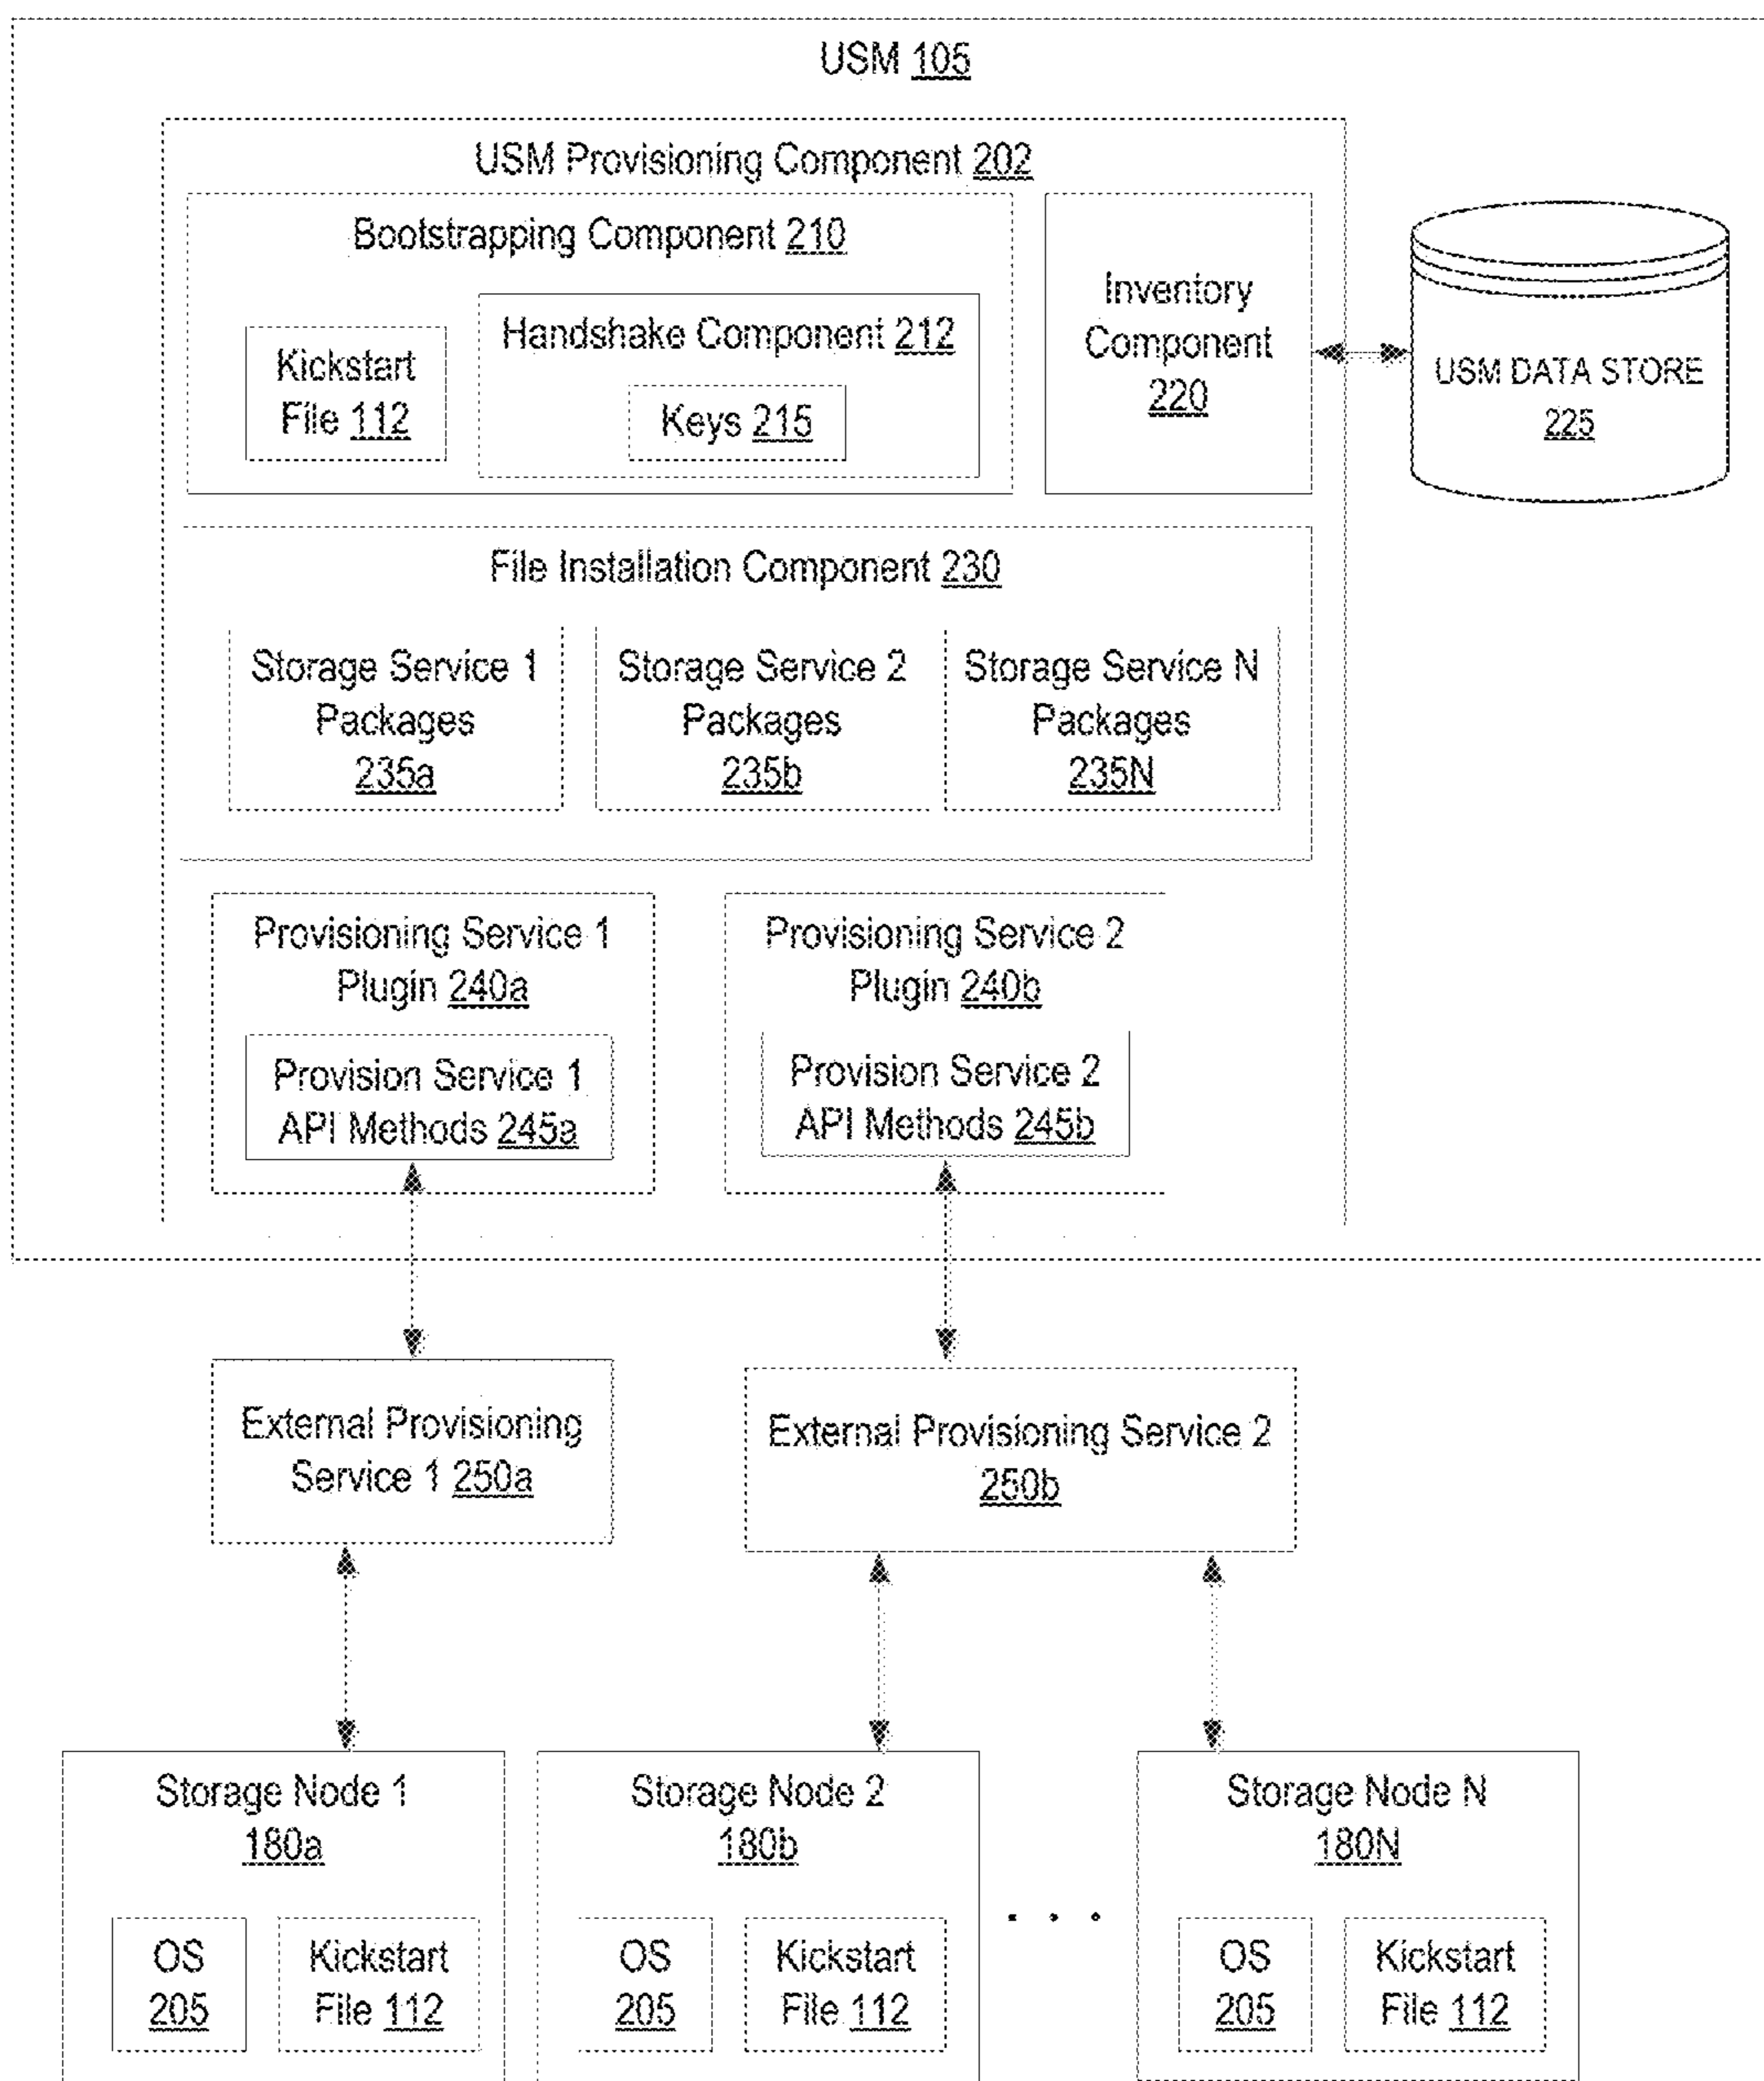 USM 105
USM Provisioning Component 202
Bootstrapping Component 210
Kickstart
File 112
Handshake Component 212
Keys 215
Inventory
Component
220
USM DATA STORE
225
File Installation Component 230
Storage Service 1
Packages
235a
Storage Service 2
Packages
235b
Storage Service N
Packages
235N
Provisioning Service 1
Plugin 240a
Provision Service 1
API Methods 245a
Provisioning Service 2
Plugin 240b
Provision Service 2
API Methods 245b
External Provisioning
Service 1 250a
External Provisioning Service 2
250b
Storage Node 1
180a
OS
205
Kickstart
File 112
Storage Node 2
180b
OS
205
Kickstart
File 112
. . .
Storage Node N
180N
OS
205
Kickstart
File 112